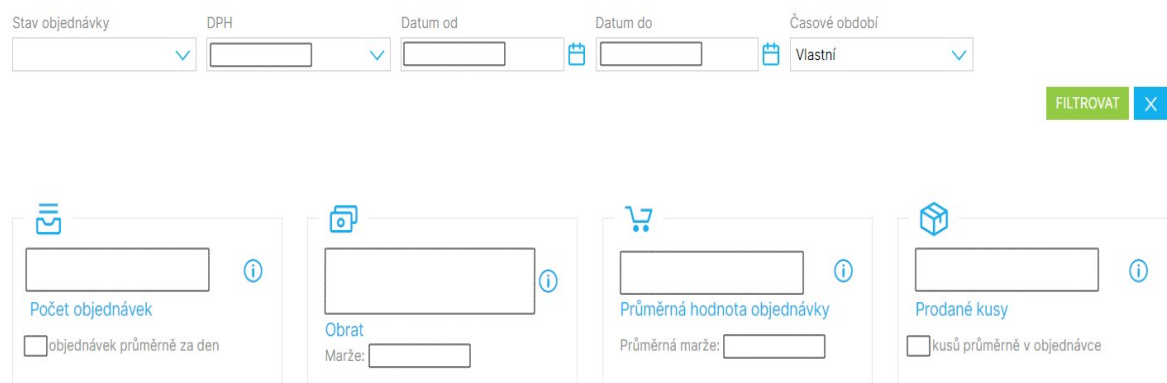 Stav objednávky DPH Datum od Datum do Časové období
Vlastní
FILTROVAT X
Počet objednávek
objednávek průměrně za den
Obrat
Marže:
Průměrná hodnota objednávky
Průměrná marže:
Prodané kusy
kusů průměrně v objednávce